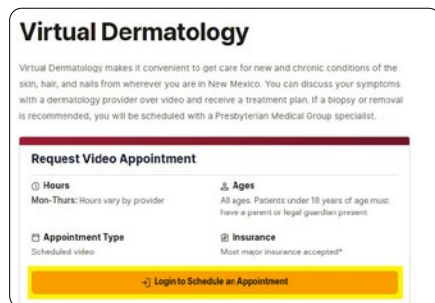 Virtual Dermatology
Virtual Dermatology makes it convenient to get care for new and chronic conditions of the
skin, hair, and nails from wherever you are in New Mexico. You can discuss your symptoms
with a dermatology provider over video and receive a treatment plan. If a biopsy or removal
is recommended, you will be scheduled with a Presbyterian Medical Group specialist.
Request Video Appointment
Hours
Mon-Thurs: Hours vary by provider
Ages
All ages. Patients under 18 years of age must
have a parent or legal guardian present
Appointment Type
Scheduled video
Insurance
Most major insurance accepted*
Login to Schedule an Appointment